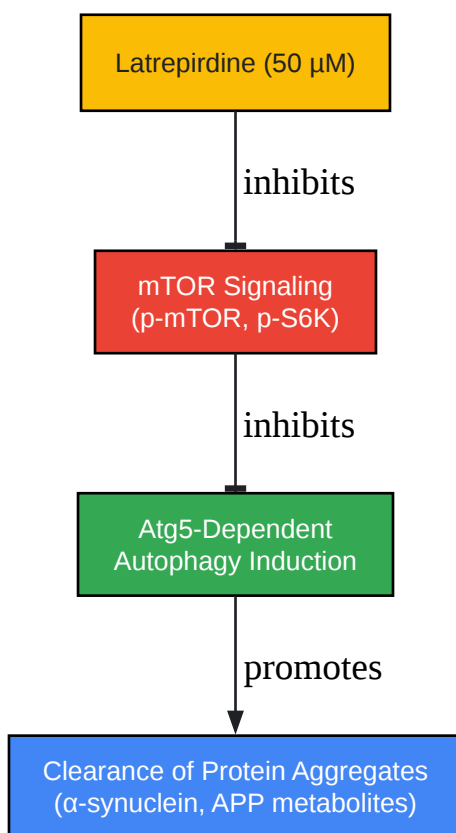 Latrepirdine (50 µM)
inhibits
mTOR Signaling
(p-mTOR, p-S6K)
inhibits
Atg5-Dependent
Autophagy Induction
promotes
Clearance of Protein Aggregates
(α-synuclein, APP metabolites)